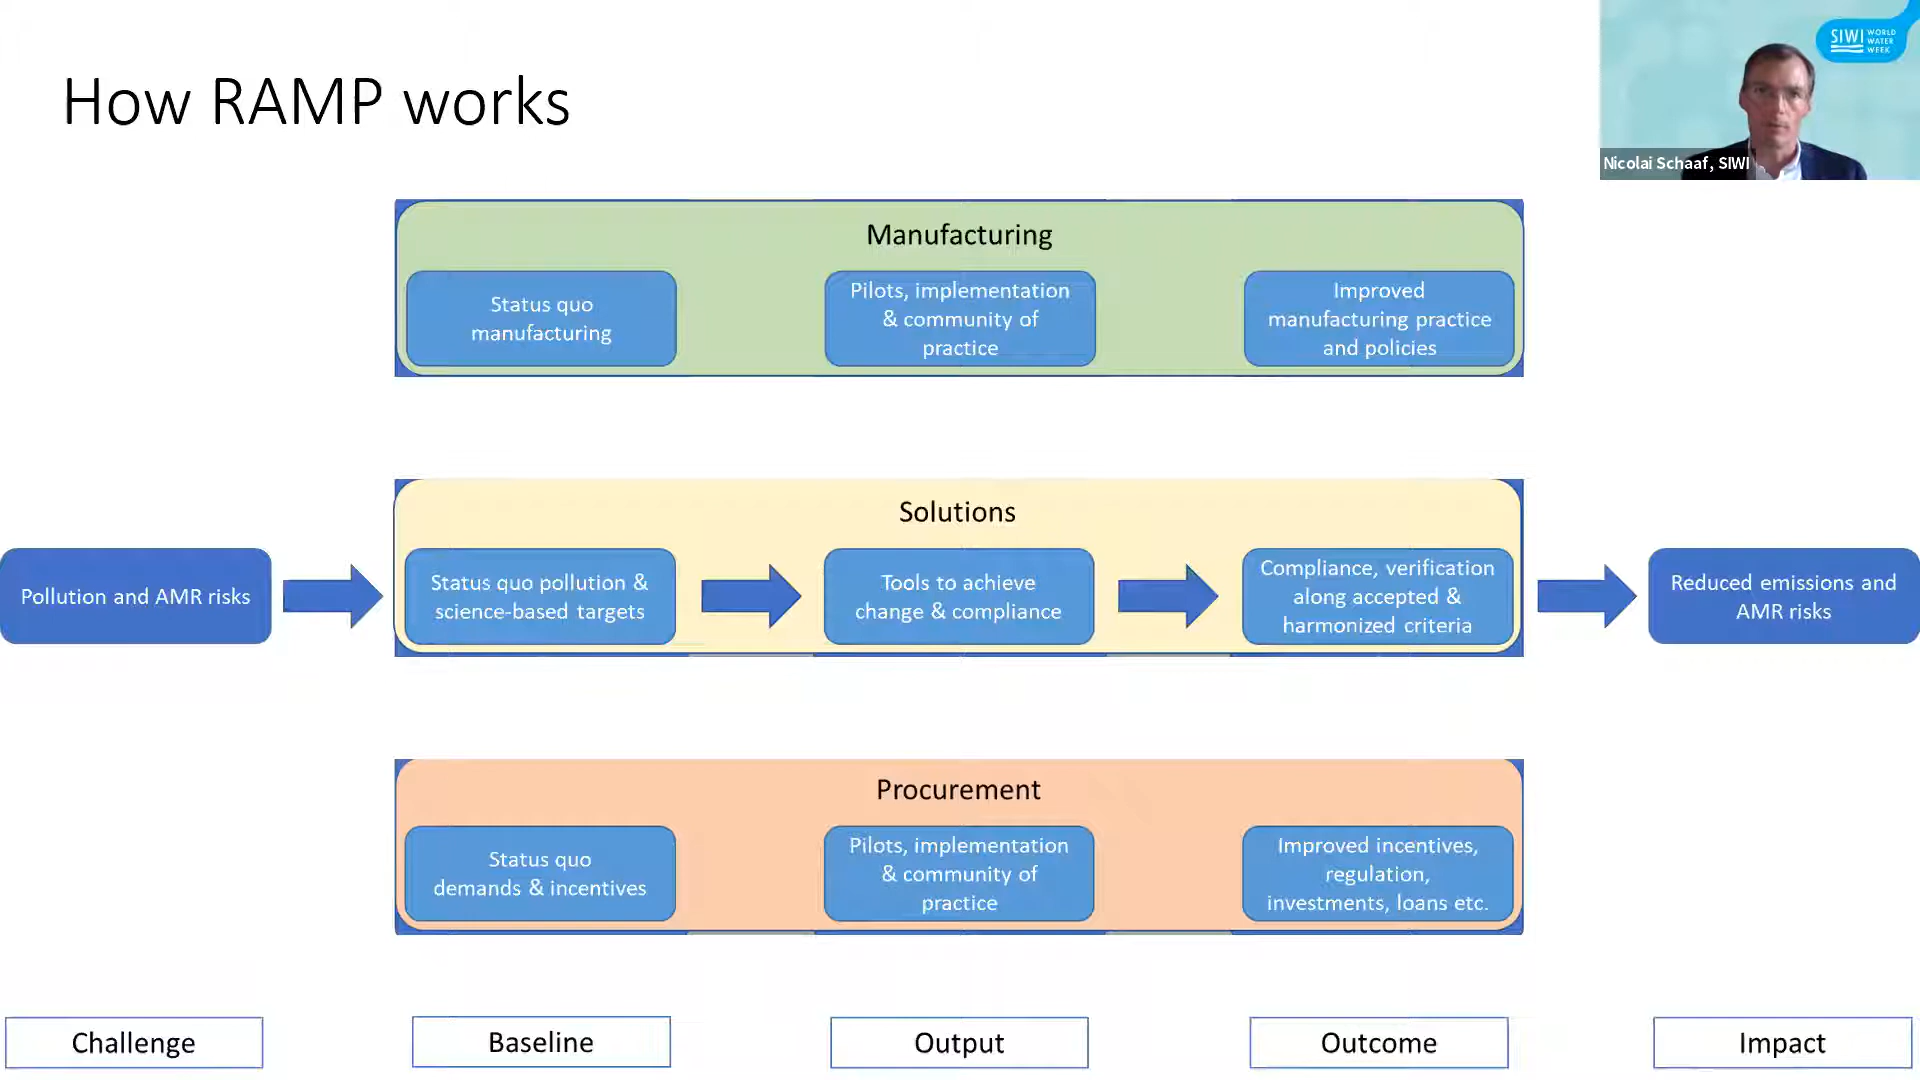 How RAMP works
SIWI WORLD
WATER
WEEK
Nicolai Schaaf, SIWI
Manufacturing
Status quo
manufacturing
Pilots, implementation
& community of
practice
Improved
manufacturing practice
and policies
Solutions
Pollution and AMR risks
Status quo pollution &
science-based targets
Tools to achieve
change & compliance
Compliance, verification
along accepted &
harmonized criteria
Reduced emissions and
AMR risks
Procurement
Status quo
demands & incentives
Pilots, implementation
& community of
practice
Improved incentives,
regulation,
investments, loans etc.
Challenge
Baseline
Output
Outcome
Impact